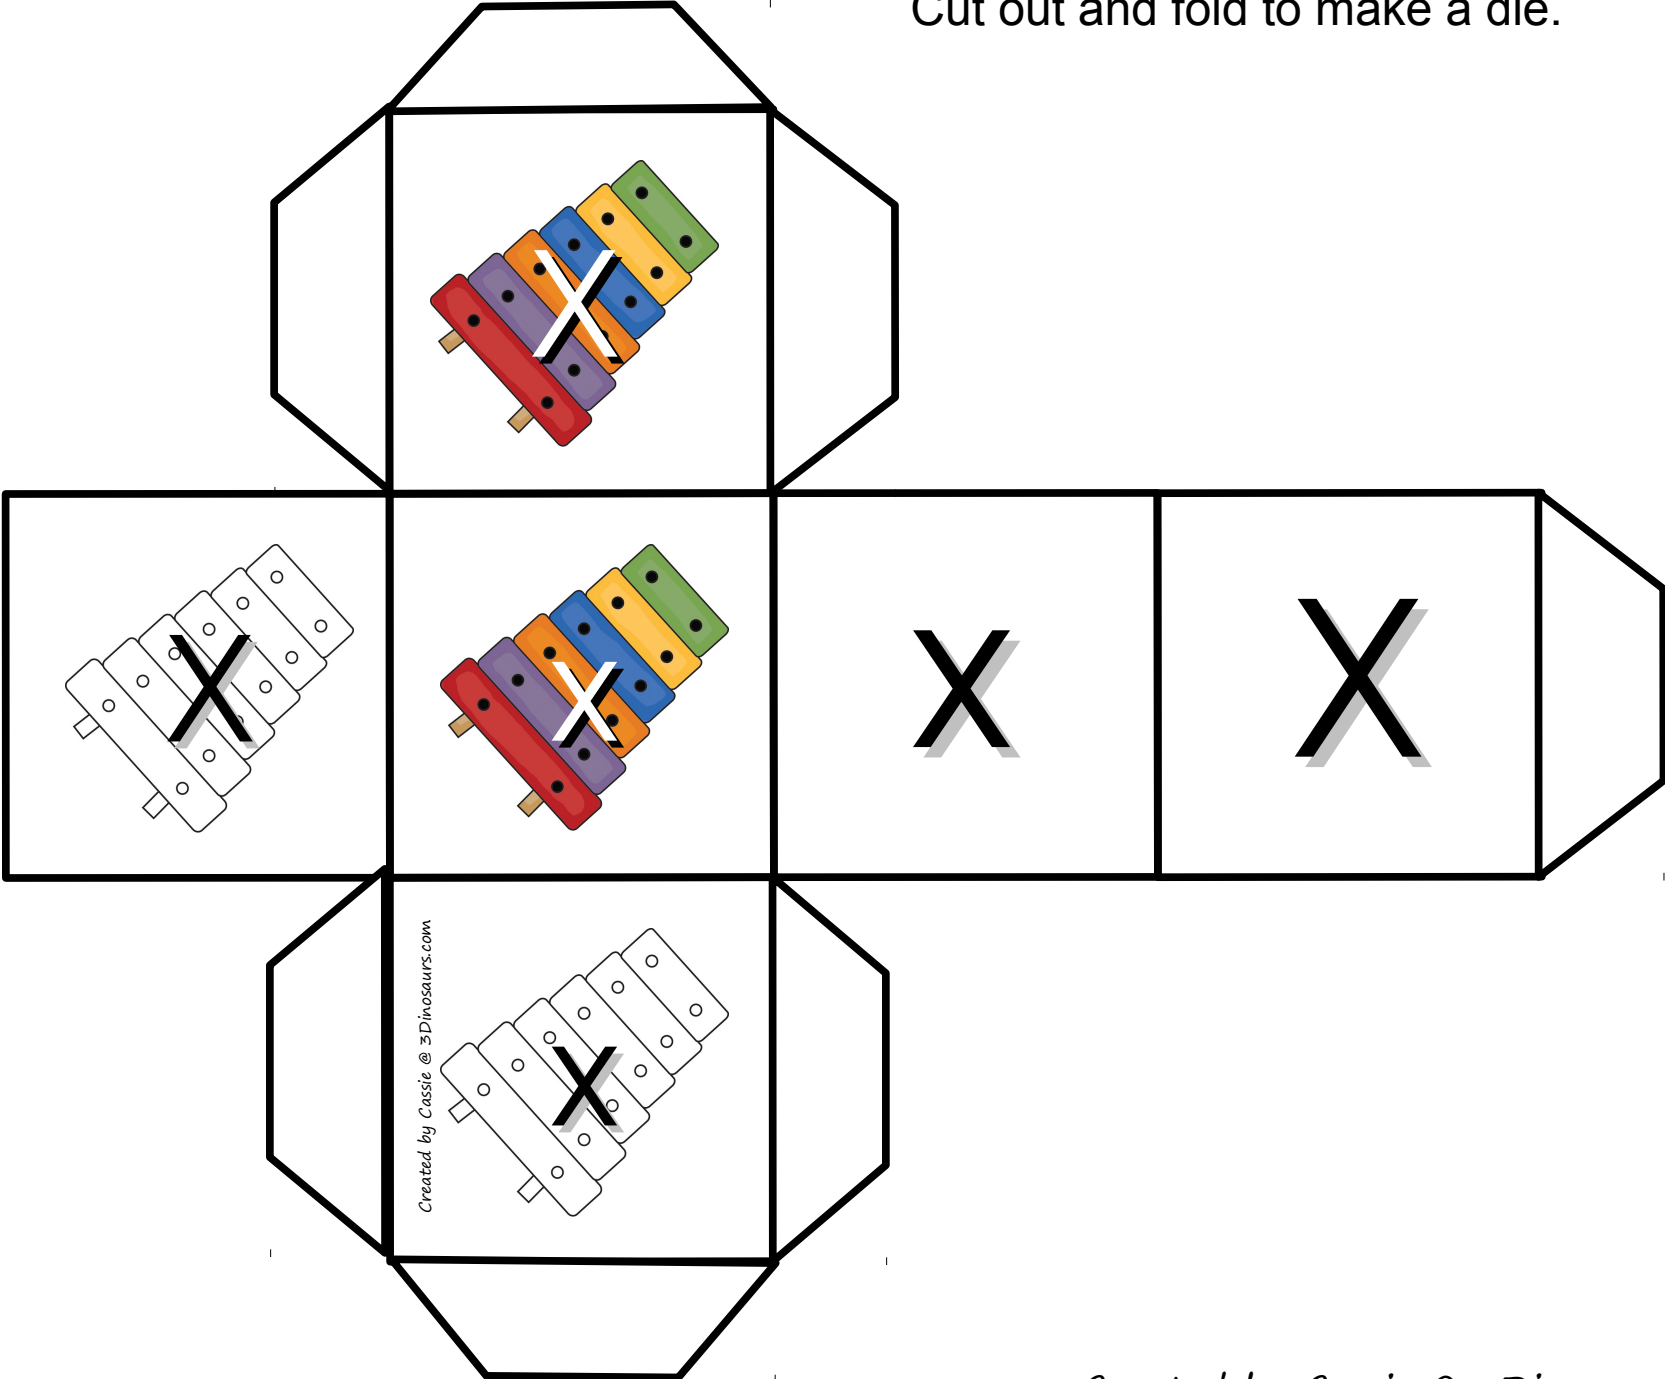 Cut out and fold to make a die.
X
X
x
x
X
Created by Cassie @ 3Dinosaurs.com
x